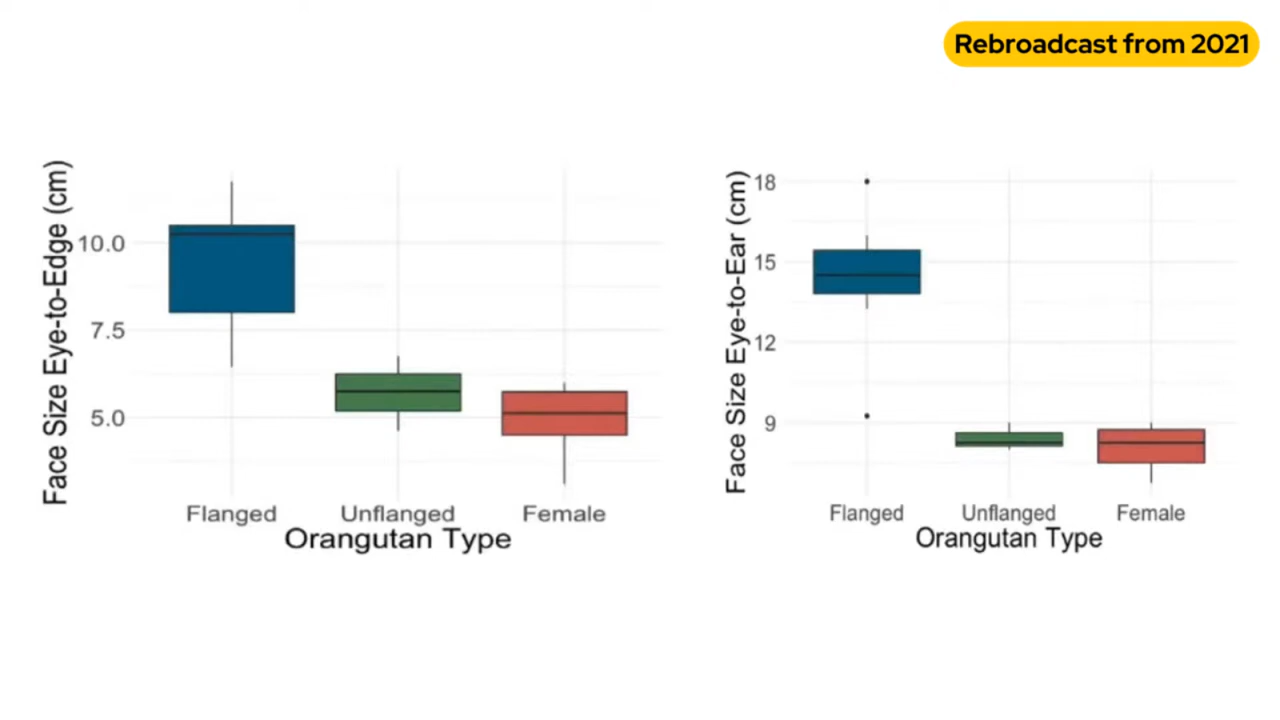 Rebroadcast from 2021
Face Size Eye-to-Edge (cm)
10.0
7.5
5.0
Flanged Unflanged Female
Orangutan Type
Face Size Eye-to-Ear (cm)
18
15
12
9
Flanged Unflanged Female
Orangutan Type